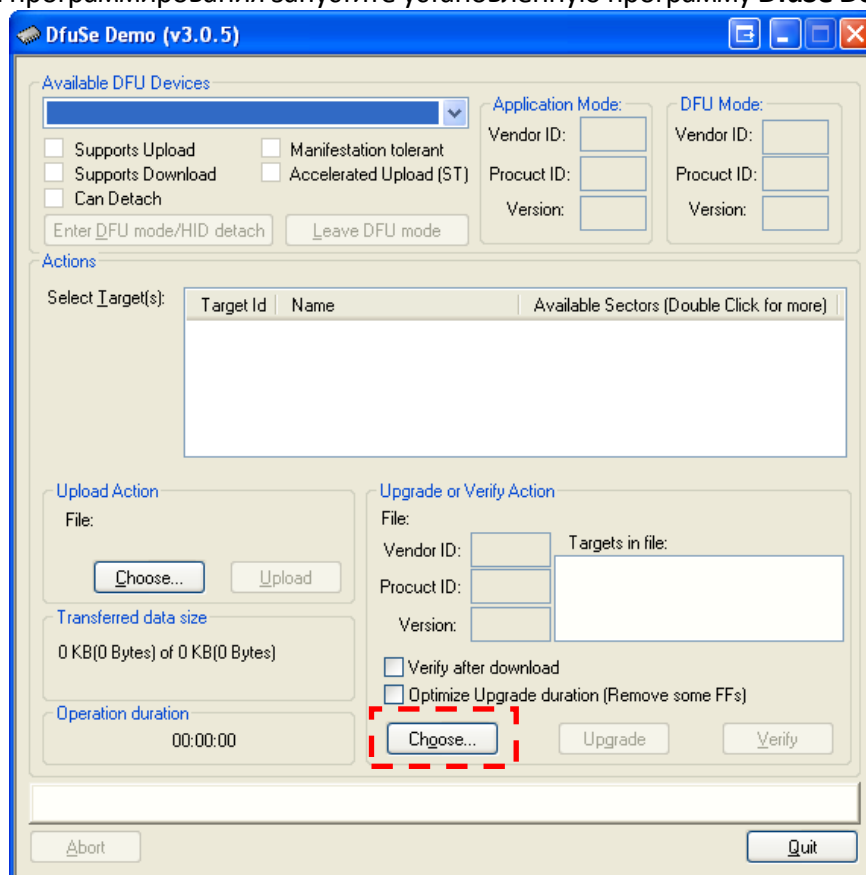 программирования запустите установленную программу
DfuSe Demo (v3.0.5)
Available DFU Devices
Supports Upload
Manifestation tolerant
Supports Download
Accelerated Upload (ST)
Can Detach
Enter DFU mode/HID detach
Leave DFU mode
Application Mode:
Vendor ID:
Procuct ID:
Version:
DFU Mode:
Vendor ID:
Procuct ID:
Version:
Actions
Select Target(s):
Target Id
Name
Available Sectors (Double Click for more)
Upload Action
File:
Choose...
Upload
Transferred data size
0 KB(0 Bytes) of 0 KB(0 Bytes)
Operation duration
00:00:00
Upgrade or Verify Action
File:
Vendor ID:
Procuct ID:
Version:
Targets in file:
Verify after download
Optimize Upgrade duration (Remove some FFs)
Choose...
Upgrade
Verify
Abort
Quit